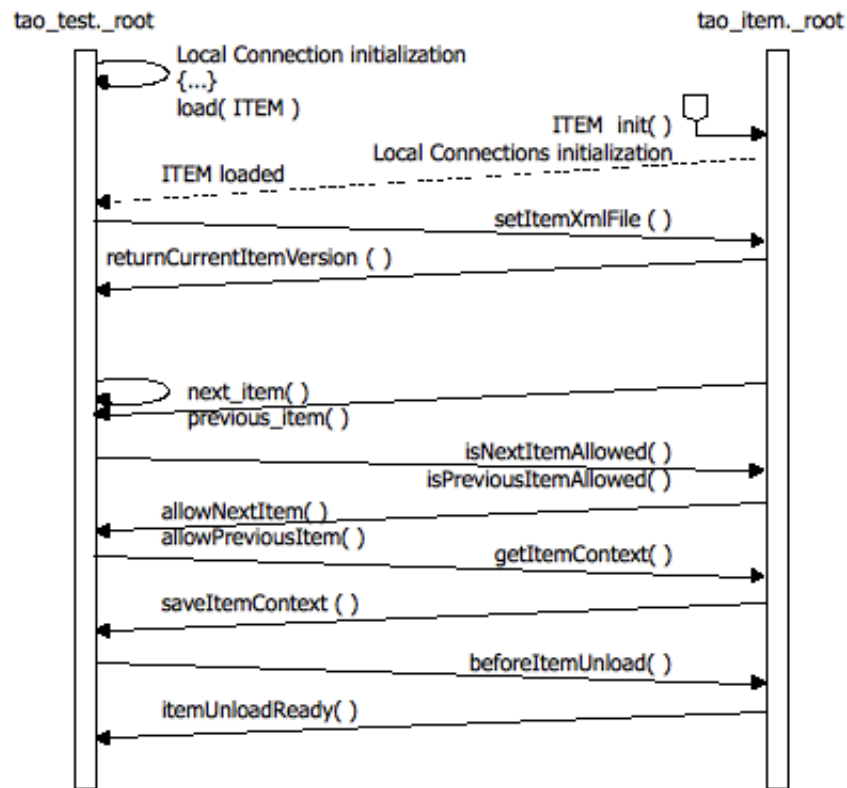 tao_test._root
tao_item._root
Local Connection initialization
{...}
load( ITEM )
ITEM init( )
Local Connections initialization
ITEM loaded
setItemXmlFile ( )
returnCurrentItemVersion ( )
next_item( )
previous_item( )
isNextItemAllowed( )
isPreviousItemAllowed( )
allowNextItem( )
allowPreviousItem( )
getItemContext( )
saveItemContext ( )
beforeItemUnload( )
itemUnloadReady( )